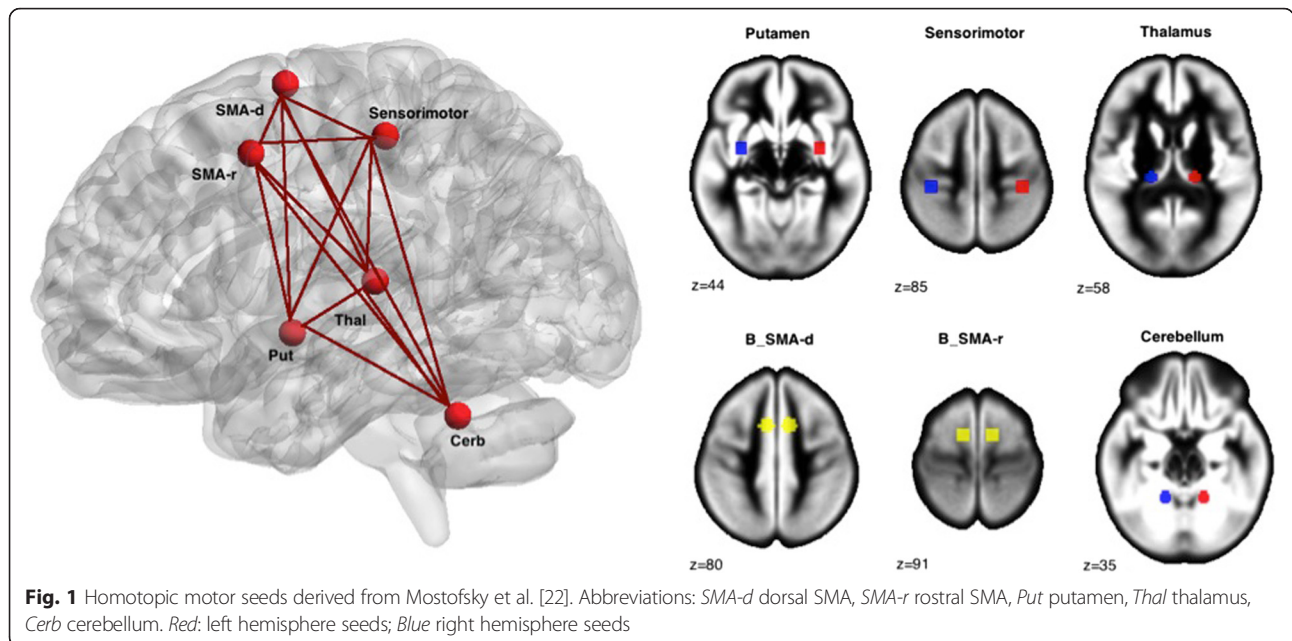 SMA-d
Sensorimotor
SMA-r
Thal
Put
Cerb
Putamen
Sensorimotor
Thalamus
z=44
z=85
z=58
B_SMA-d
B_SMA-r
Cerebellum
z=80
z=91
z=35
Fig. 1 Homotopic motor seeds derived from Mostofsky et al. [22]. Abbreviations: SMA-d dorsal SMA, SMA-r rostral SMA, Put putamen, Thal thalamus,
Cerb cerebellum. Red: left hemisphere seeds; Blue right hemisphere seeds